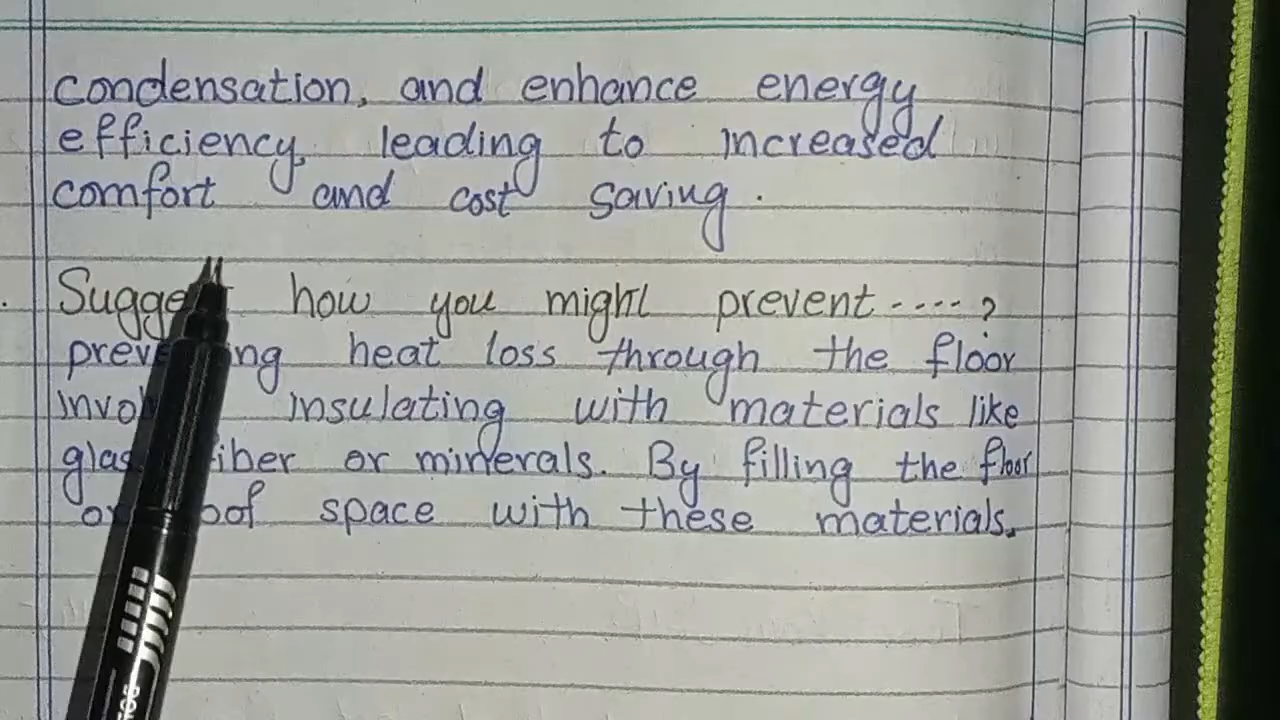 condensation, and enhance energy
efficiency, leading to increased
comfort and cost saving.
how you might prevent ----?
heat loss through the floor
insulating with materials like
or minerals. By filling the floor
space with these materials.